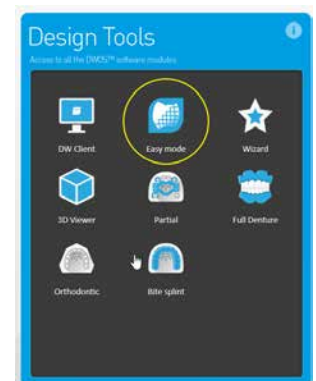 Design Tools
Access to all the DWOS™ software modules
DW Client
Easy mode
Wizard
3D Viewer
Partial
Full Denture
Orthodontic
Bite splint